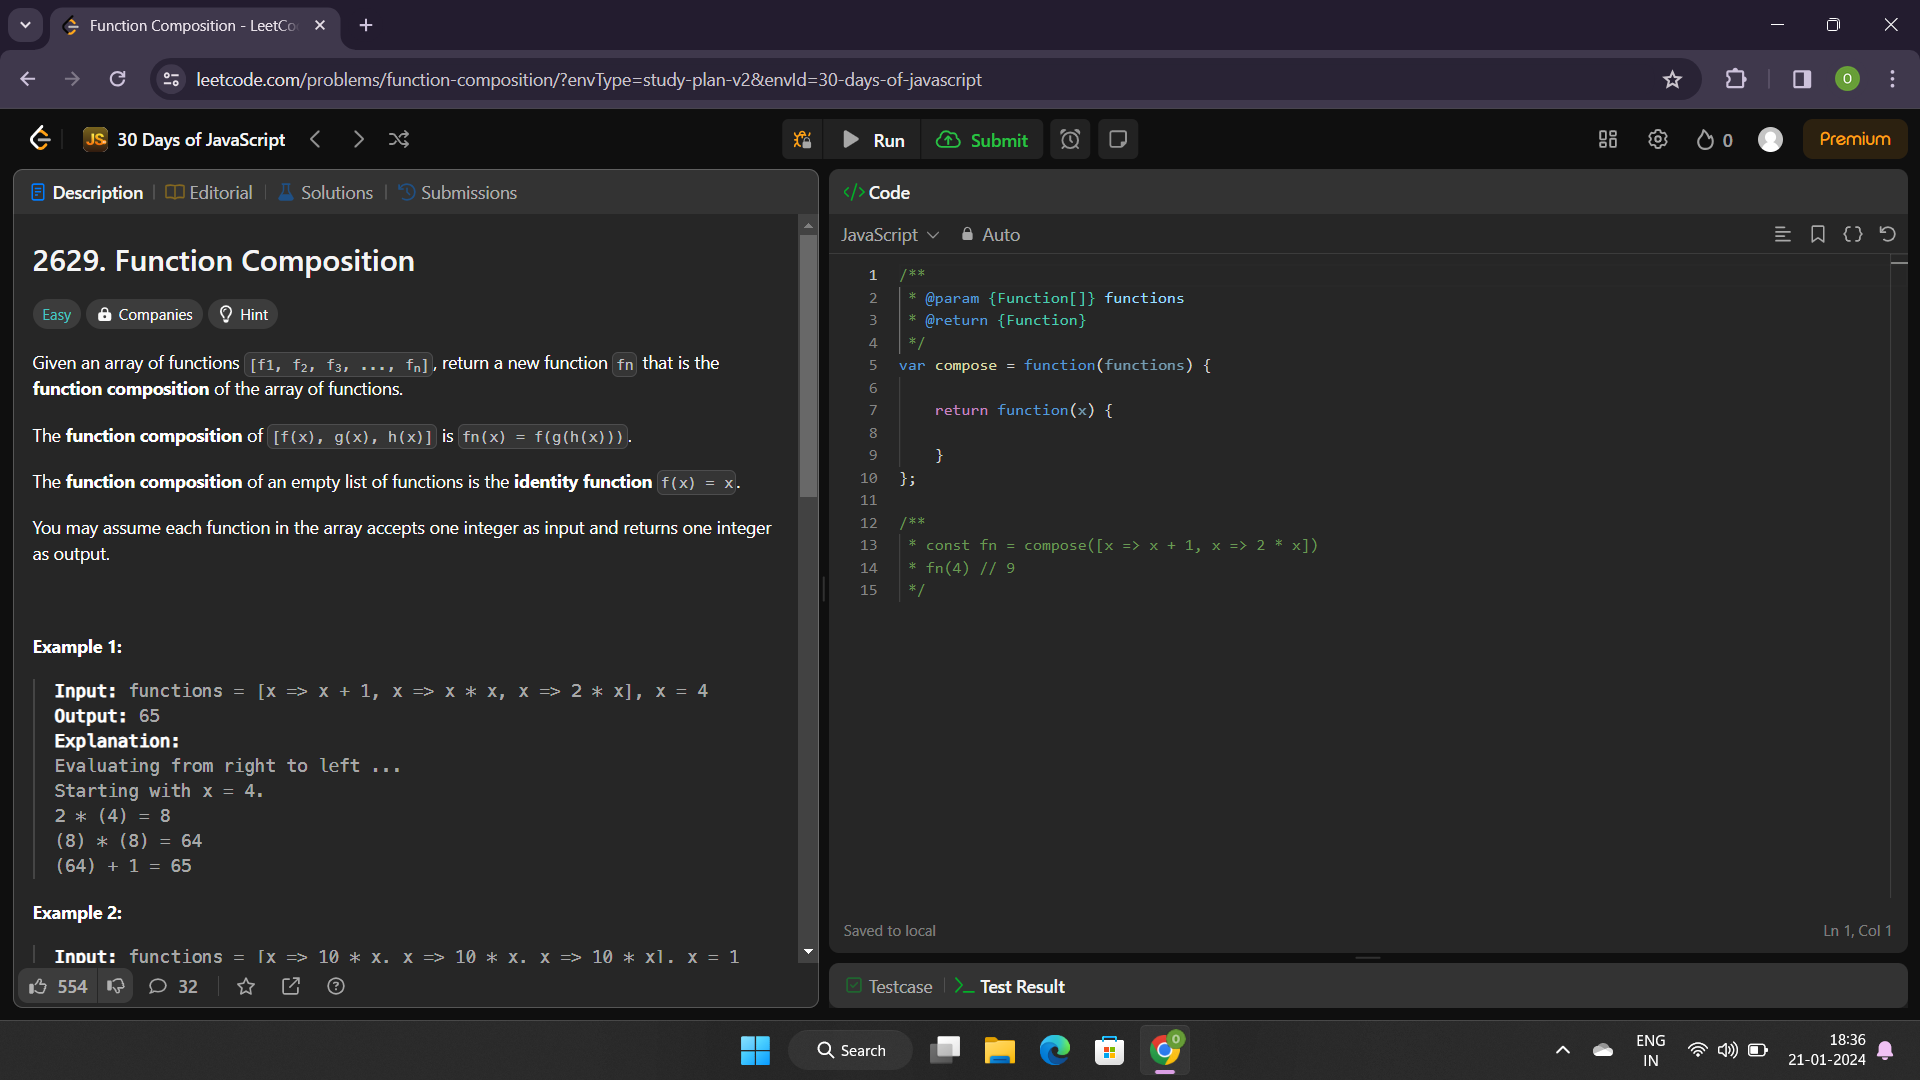 Function Composition - LeetCo
leetcode.com/problems/function-composition/?envType=study-plan-v2&envId=30-days-of-javascript
O
JS 30 Days of JavaScript
Run
Submit
0
Premium
Description
Editorial
Solutions
Submissions
2629. Function Composition
Easy
Companies
Hint
Given an array of functions [f1, f₂, f₃, ..., fₙ], return a new function fn that is the
function composition of the array of functions.
The function composition of [f(x), g(x), h(x)] is fn(x) = f(g(h(x))).
The function composition of an empty list of functions is the identity function f(x) = x.
You may assume each function in the array accepts one integer as input and returns one integer
as output.
Example 1:
Input: functions = [x => x + 1, x => x * x, x => 2 * x], x = 4
Output: 65
Explanation:
Evaluating from right to left ...
Starting with x = 4.
2 * (4) = 8
(8) * (8) = 64
(64) + 1 = 65
Example 2:
Input: functions = [x => 10 * x, x => 10 * x, x => 10 * x], x = 1
554
32
</> Code
JavaScript
Auto
1 /**
2 * @param {Function[]} functions
3 * @return {Function}
4 */
5 var compose = function(functions) {
6
7 return function(x) {
8
9 }
10 };
11
12 /**
13 * const fn = compose([x => x + 1, x => 2 * x])
14 * fn(4) // 9
15 */
Saved to local
Ln 1, Col 1
Testcase
Test Result
Search
0
ENG
IN
18:36
21-01-2024